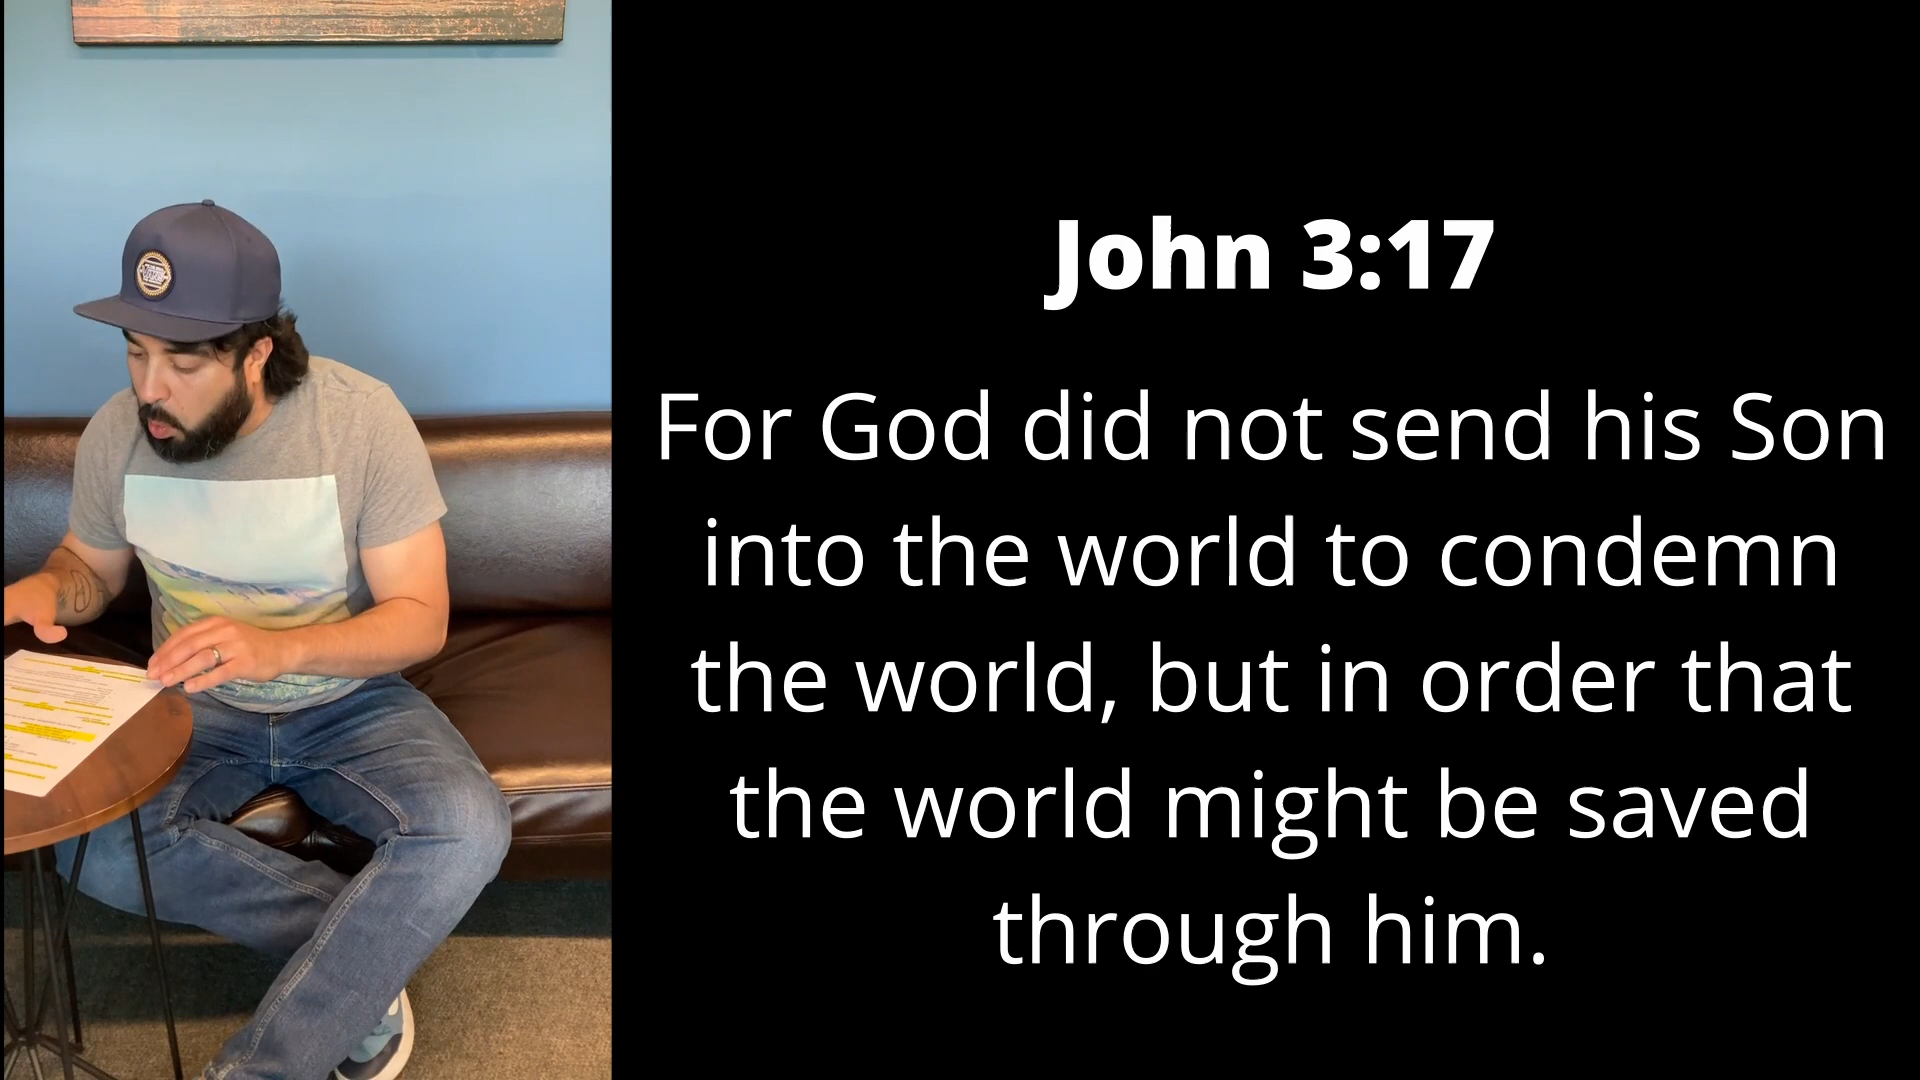 John 3:17
For God did not send his Son
into the world to condemn
the world, but in order that
the world might be saved
through him.